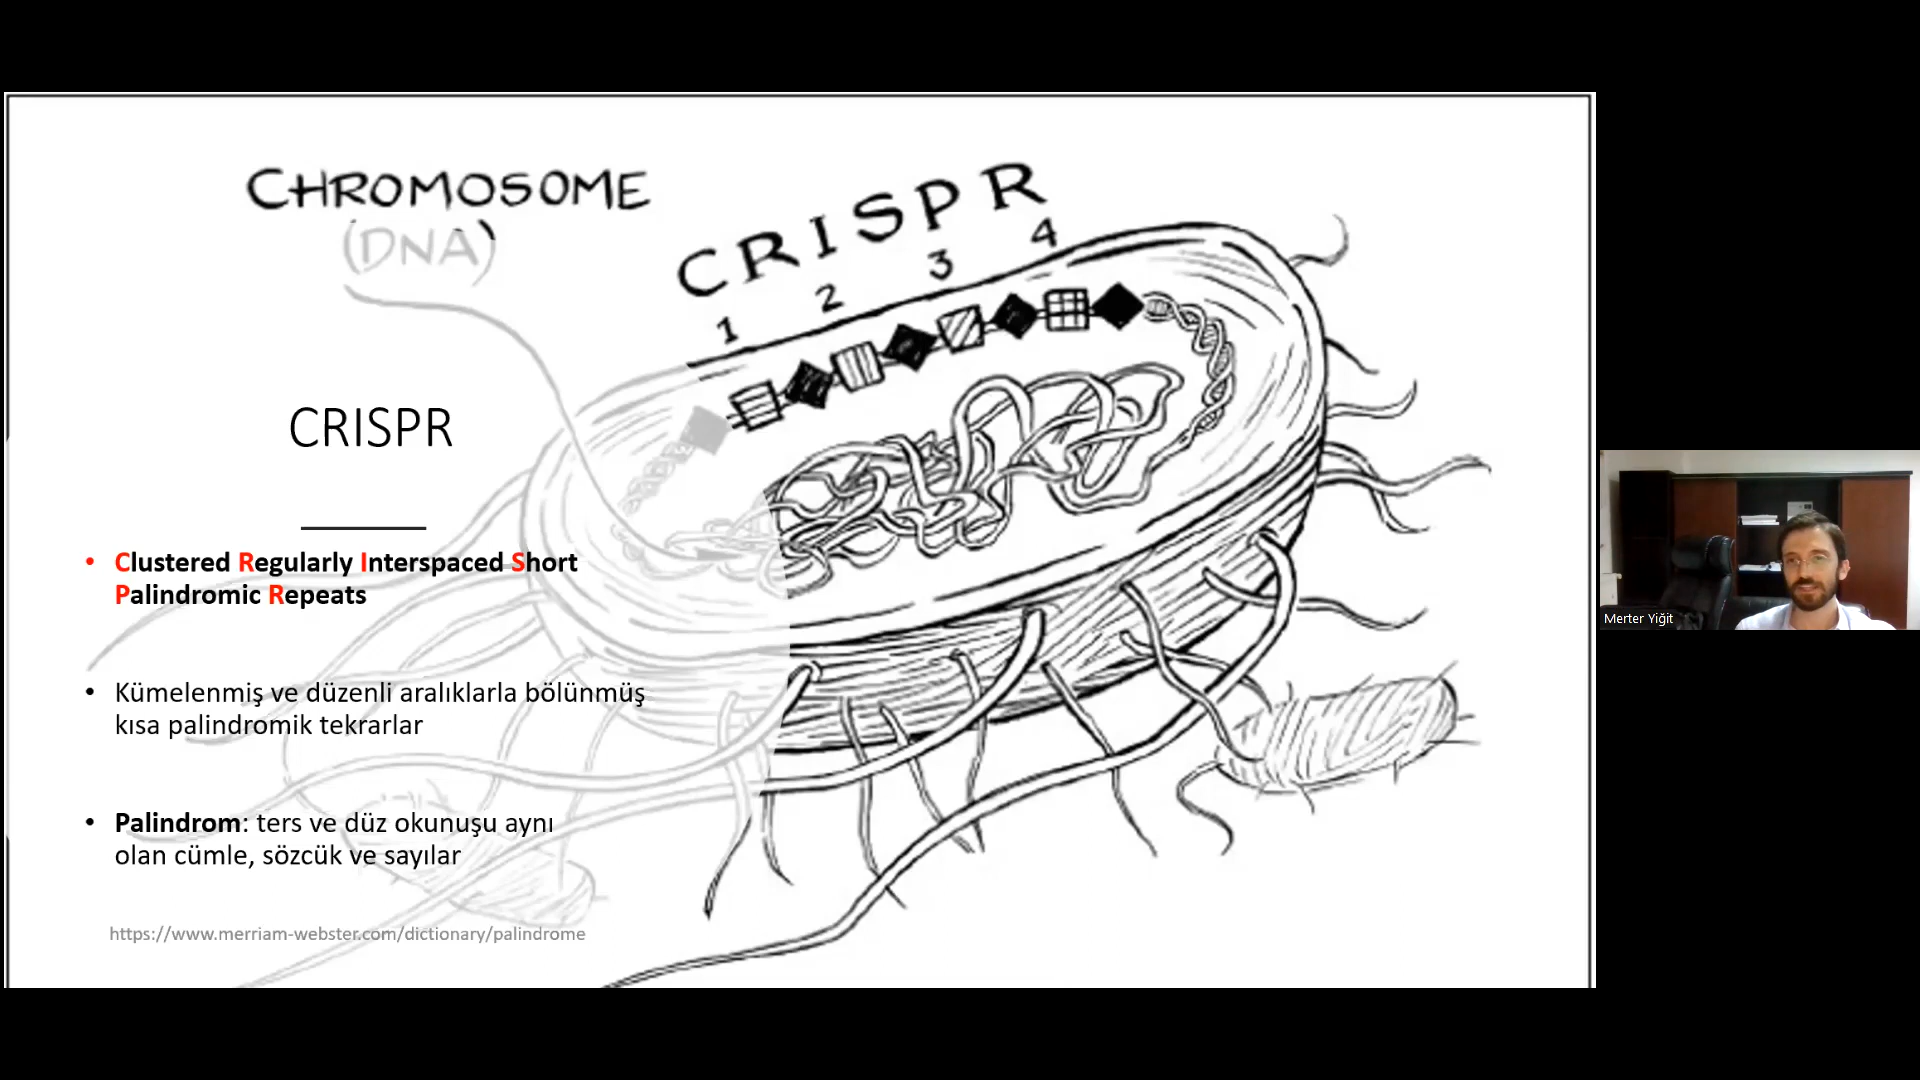 CHROMOSOME
(DNA)
CRISPR
1 2 3 4
CRISPR
• Clustered Regularly Interspaced Short
Palindromic Repeats
• Kümelenmiş ve düzenli aralıklarla bölünmüş
kısa palindromik tekrarlar
• Palindrom: ters ve düz okunuşu aynı
olan cümle, sözcük ve sayılar
https://www.merriam-webster.com/dictionary/palindrome
Merter Yiğit